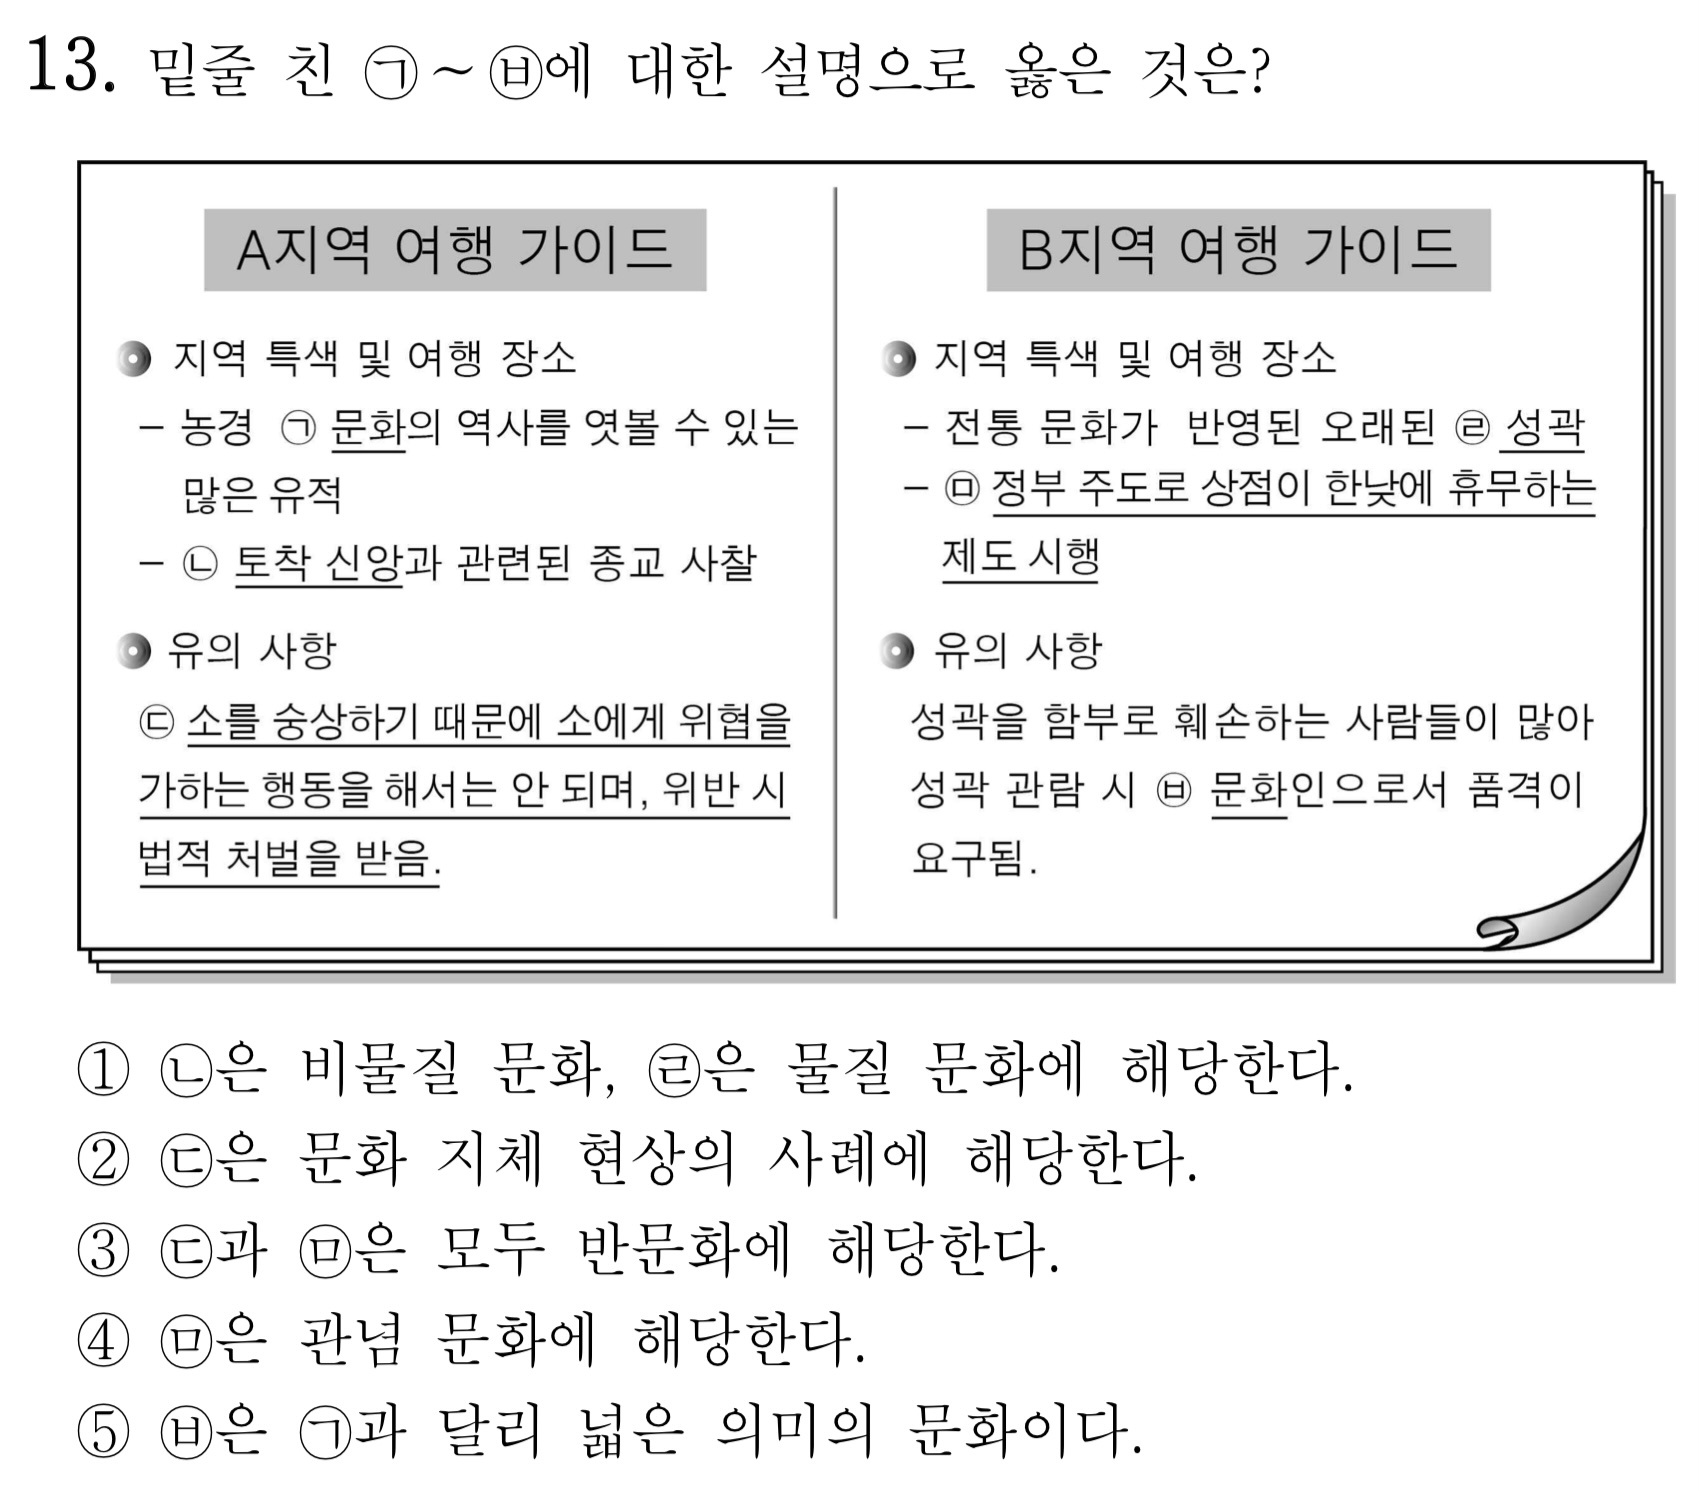 13. 밑줄 친 ㉠~㉥에 대한 설명으로 옳은 것은?
A지역 여행 가이드
지역 특색 및 여행 장소
- 농경 ㉠ 문화의 역사를 엿볼 수 있는
많은 유적
- ㉡ 토착 신앙과 관련된 종교 사찰
유의 사항
㉢ 소를 숭상하기 때문에 소에게 위협을
가하는 행동을 해서는 안 되며, 위반 시
법적 처벌을 받음.
B지역 여행 가이드
지역 특색 및 여행 장소
- 전통 문화가 반영된 오래된 ㉣ 성곽
- ㉤ 정부 주도로 상점이 한낮에 휴무하는
제도 시행
유의 사항
성곽을 함부로 훼손하는 사람들이 많아
성곽 관람 시 ㉥ 문화인으로서 품격이
요구됨.
① ㉡은 비물질 문화, ㉣은 물질 문화에 해당한다.
② ㉢은 문화 지체 현상의 사례에 해당한다.
③ ㉢과 ㉤은 모두 반문화에 해당한다.
④ ㉤은 관념 문화에 해당한다.
⑤ ㉥은 ㉠과 달리 넓은 의미의 문화이다.